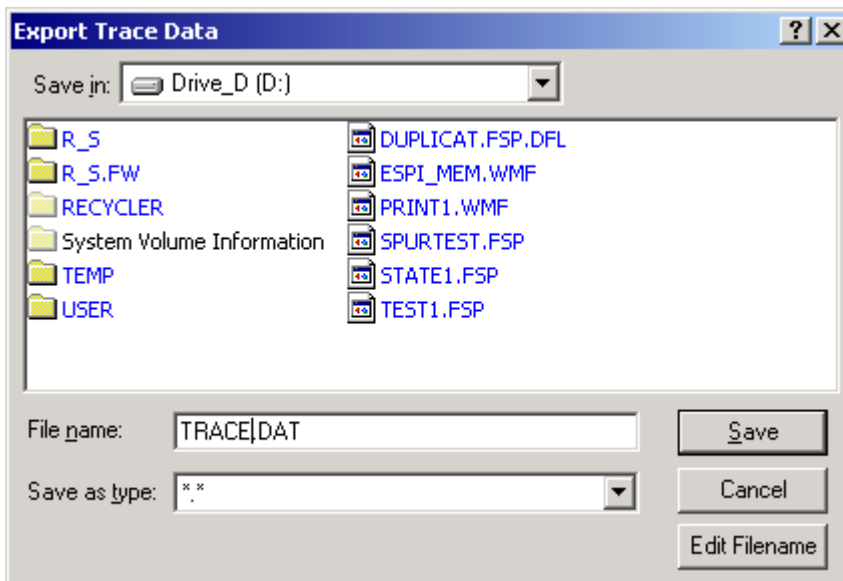 Export Trace Data
Save in: Drive_D (D:)
R_S
R_S.FW
RECYCLER
System Volume Information
TEMP
USER
DUPLICAT.FSP.DFL
ESPI_MEM.WMF
PRINT1.WMF
SPURTEST.FSP
STATE1.FSP
TEST1.FSP
File name: TRACE.DAT
Save
Save as type: *.*
Cancel
Edit Filename